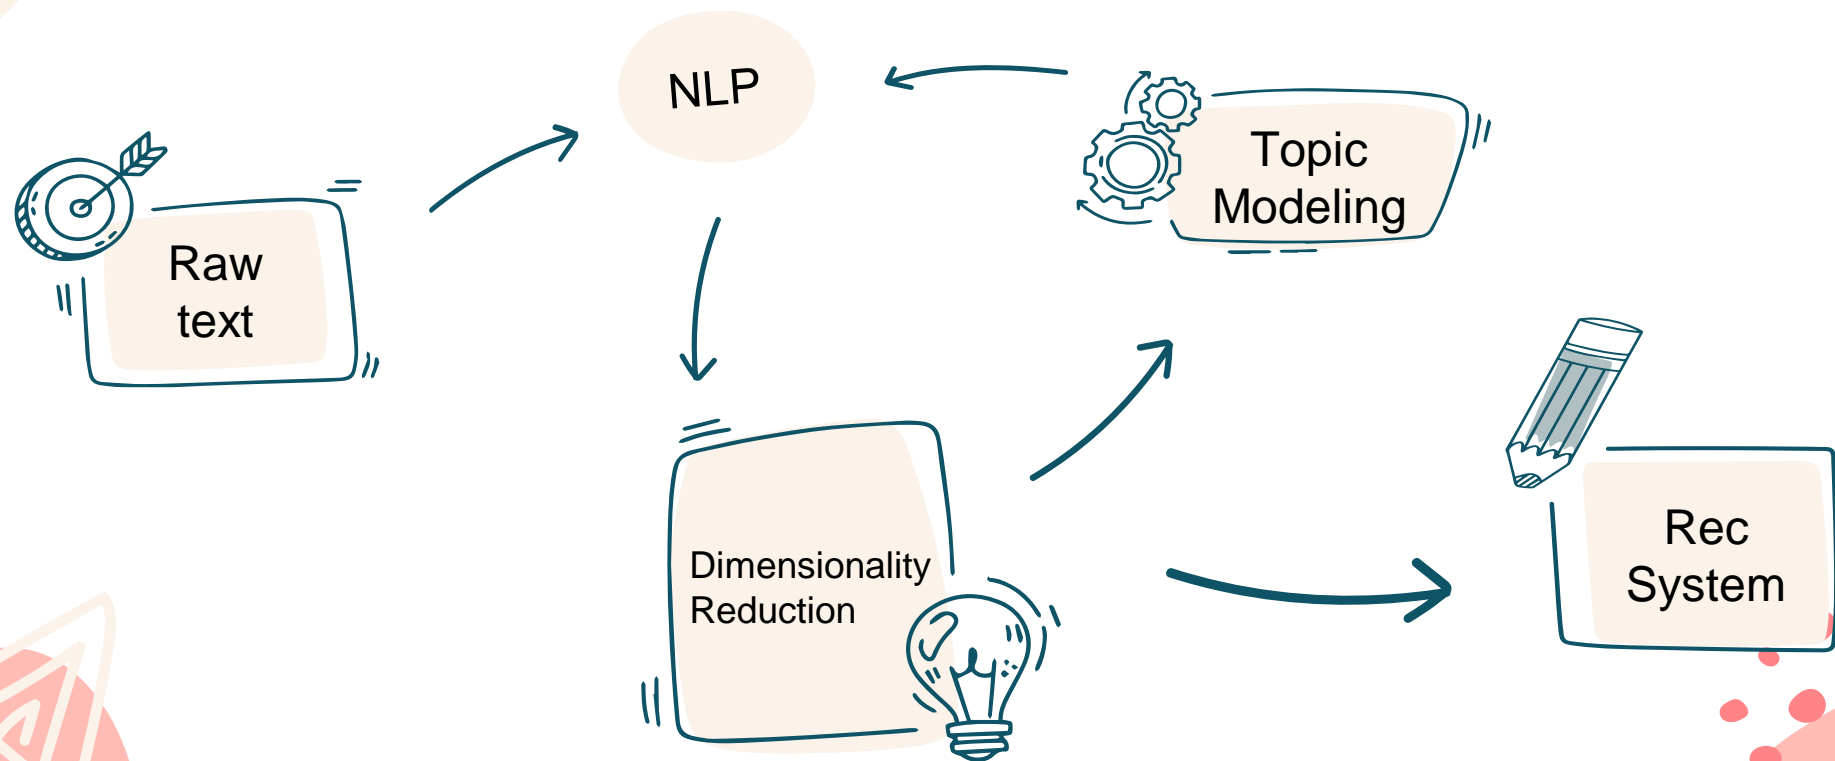 NLP
Topic
Modeling
Raw
text
Dimensionality
Reduction
Rec
System